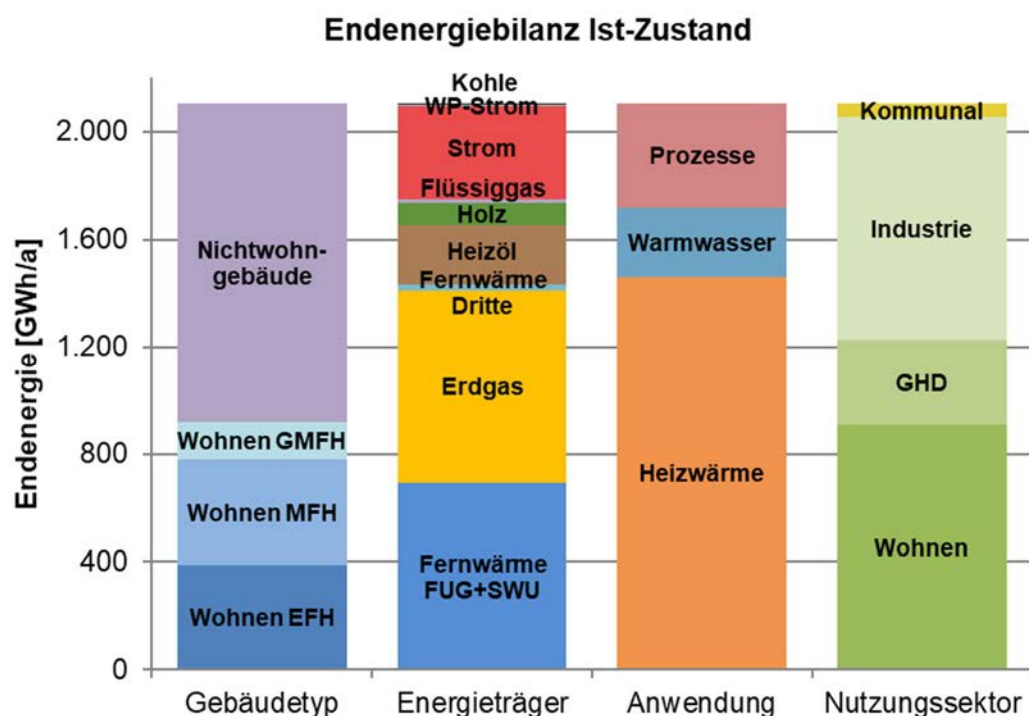 Endenergiebilanz Ist-Zustand
Endenergie [GWh/a]
2.000
1.600
1.200
800
400
0
Nichtwohn-
gebäude
Wohnen GMFH
Wohnen MFH
Wohnen EFH
Kohle
WP-Strom
Strom
Flüssiggas
Holz
Heizöl
Fernwärme
Dritte
Erdgas
Fernwärme
FUG+SWU
Prozesse
Warmwasser
Heizwärme
Kommunal
Industrie
GHD
Wohnen
Gebäudetyp
Energieträger
Anwendung
Nutzungssektor